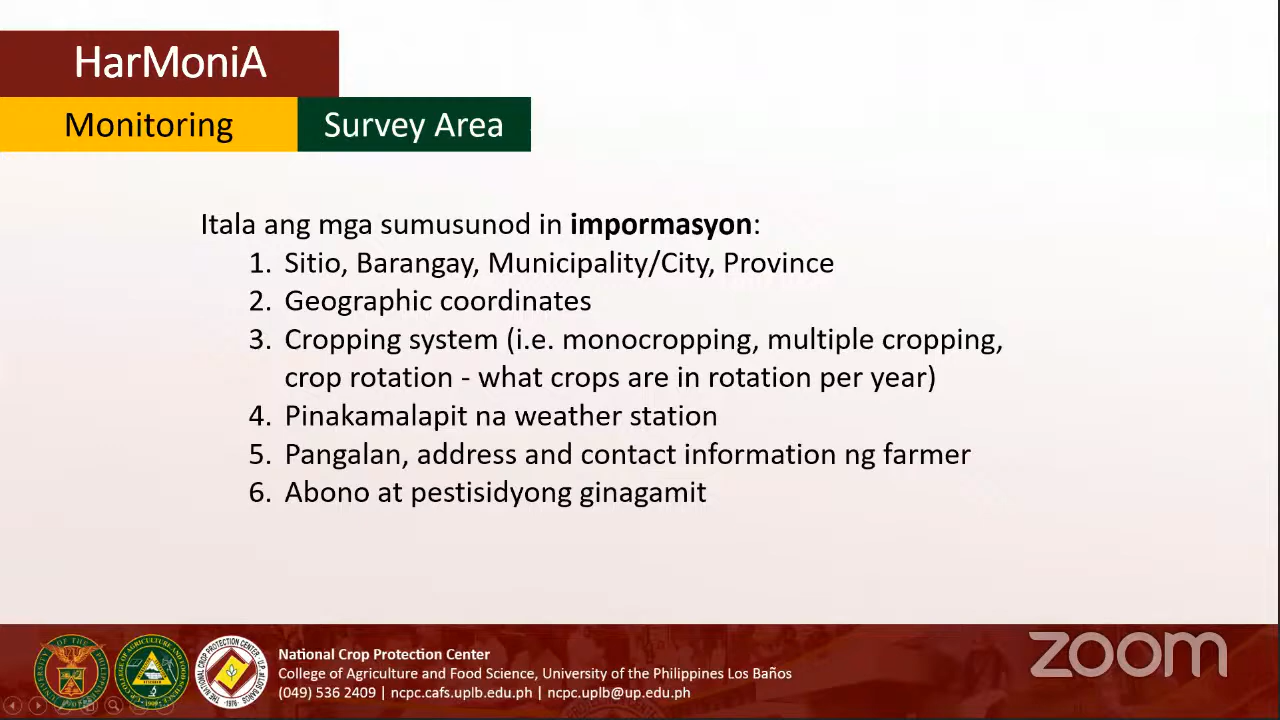 HarMoniA
Monitoring
Survey Area
Itala ang mga sumusunod in impormasyon:
1. Sitio, Barangay, Municipality/City, Province
2. Geographic coordinates
3. Cropping system (i.e. monocropping, multiple cropping,
crop rotation - what crops are in rotation per year)
4. Pinakamalapit na weather station
5. Pangalan, address and contact information ng farmer
6. Abono at pestisidyong ginagamit
National Crop Protection Center
College of Agriculture and Food Science, University of the Philippines Los Baños
(049) 536 2409 | ncpc.cafs.uplb.edu.ph | ncpc.uplb@up.edu.ph
zoom